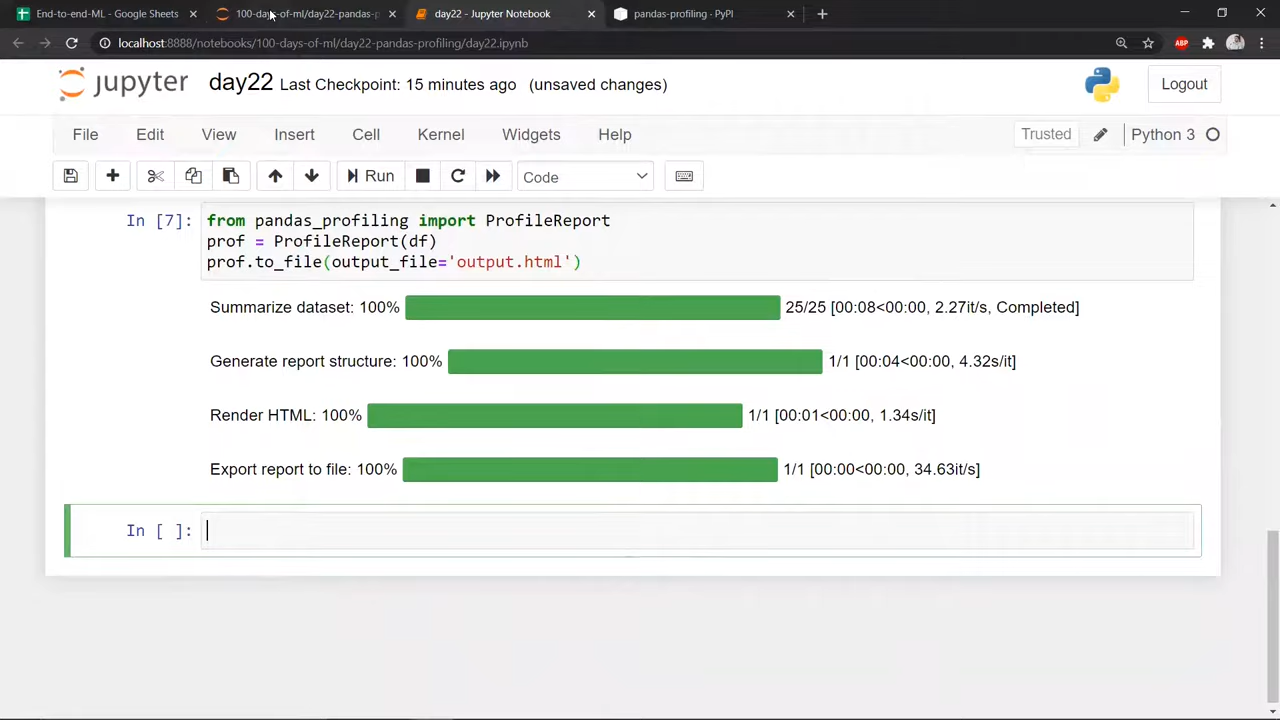 End-to-end-ML - Google Sheets
100-days-of-ml/day22-pandas-p
day22 - Jupyter Notebook
pandas-profiling · PyPI
localhost:8888/notebooks/100-days-of-ml/day22-pandas-profiling/day22.ipynb
ABP
jupyter day22 Last Checkpoint: 15 minutes ago (unsaved changes)
Logout
File Edit View Insert Cell Kernel Widgets Help
Trusted
Python 3
Run
Code
In [7]: from pandas_profiling import ProfileReport
prof = ProfileReport(df)
prof.to_file(output_file='output.html')
Summarize dataset: 100% 25/25 [00:08<00:00, 2.27it/s, Completed]
Generate report structure: 100% 1/1 [00:04<00:00, 4.32s/it]
Render HTML: 100% 1/1 [00:01<00:00, 1.34s/it]
Export report to file: 100% 1/1 [00:00<00:00, 34.63it/s]
In [ ]: